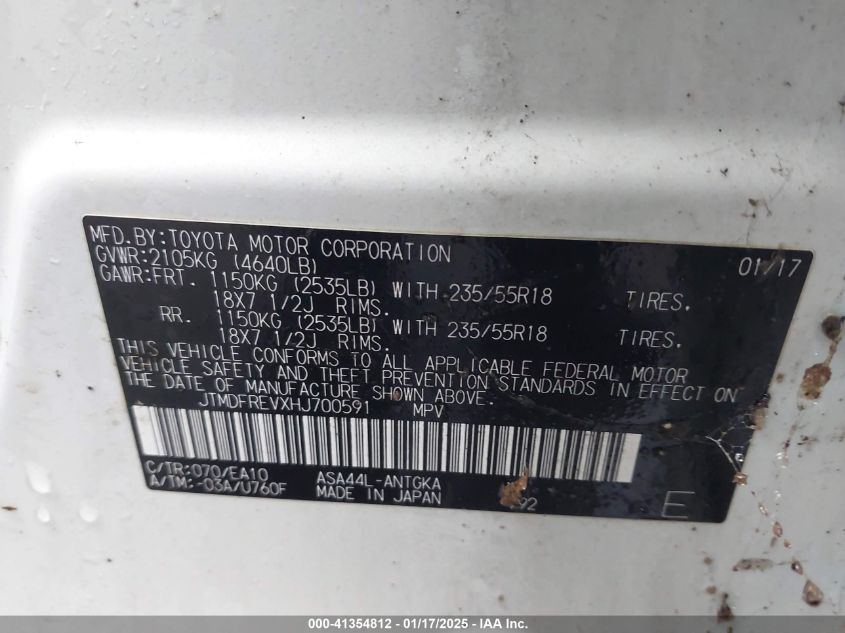 MFD.BY:TOYOTA MOTOR CORPORATION 01/17
GVWR:2105KG (4640LB)
GAWR:FRT. 1150KG (2535LB) WITH 235/55R18 TIRES.
18X7 1/2J RIMS.
RR. 1150KG (2535LB) WITH 235/55R18 TIRES.
18X7 1/2J RIMS.
THIS VEHICLE CONFORMS TO ALL APPLICABLE FEDERAL MOTOR
VEHICLE SAFETY AND THEFT PREVENTION STANDARDS IN EFFECT ON
THE DATE OF MANUFACTURE SHOWN ABOVE.
JTMDFREVXHJ700591 MPV
C/TR:070/EA10 ASA44L-ANTGKA
A/TM:-03A/U760F MADE IN JAPAN E
000-41354812 - 01/17/2025 - IAA, Inc.